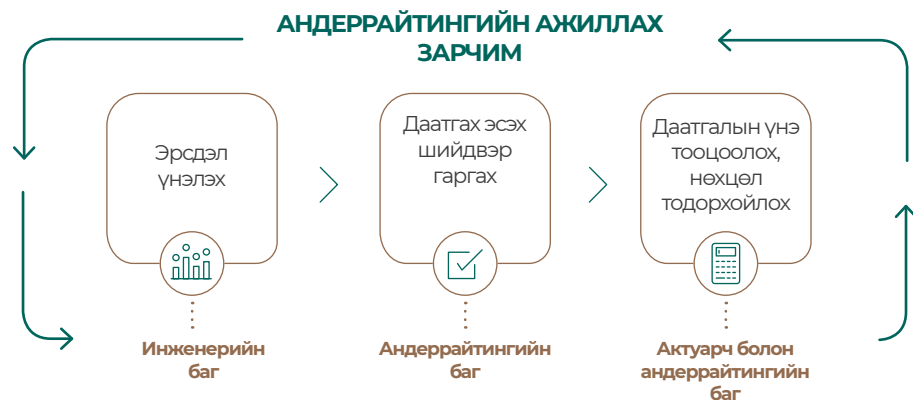 АНДЕРРАЙТИНГИЙН АЖИЛЛАХ
ЗАРЧИМ
Эрсдэл
үнэлэх
Даатгах эсэх
шийдвэр
гаргах
Даатгалын үнэ
тооцоолох,
нөхцөл
тодорхойлох
Инженерийн
баг
Андеррайтингийн
баг
Актуарч болон
андеррайтингийн
баг